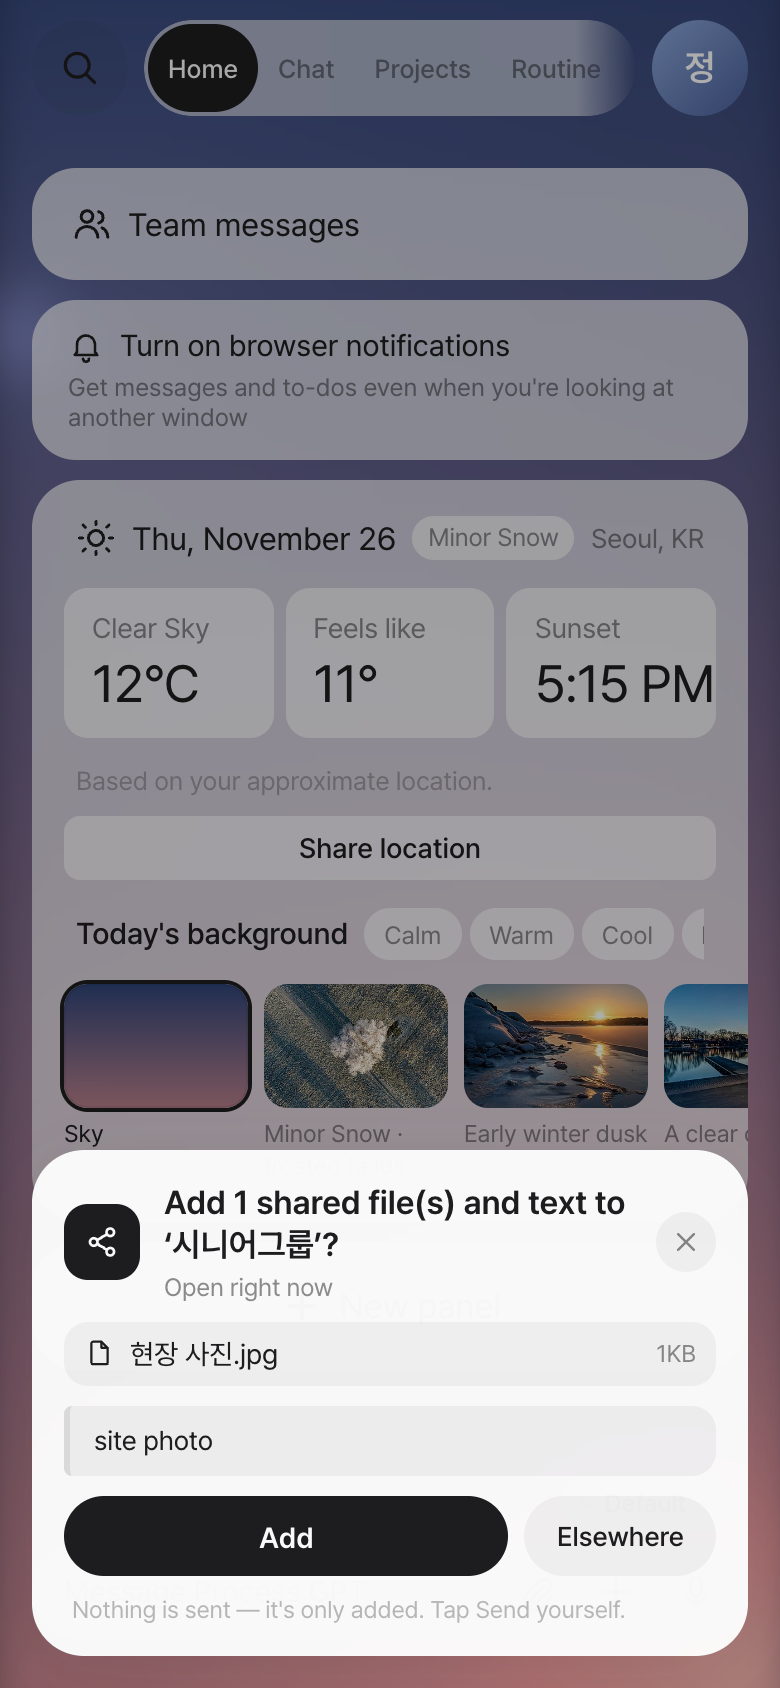 Home
Chat
Projects
Routine
정
Team messages
Turn on browser notifications
Get messages and to-dos even when you're looking at
another window
Thu, November 26
Minor Snow
Seoul, KR
Clear Sky
Feels like
Sunset
12°C
11°
5:15 PM
Based on your approximate location.
Share location
Today's background
Calm
Warm
Cool
Sky
Minor Snow ·
Early winter dusk
A clear
Add 1 shared file(s) and text to
‘시니어그룹’?
Open right now
New panel
현장 사진.jpg
1KB
site photo
Default
Add
Elsewhere
Nothing is sent — it's only added. Tap Send yourself.